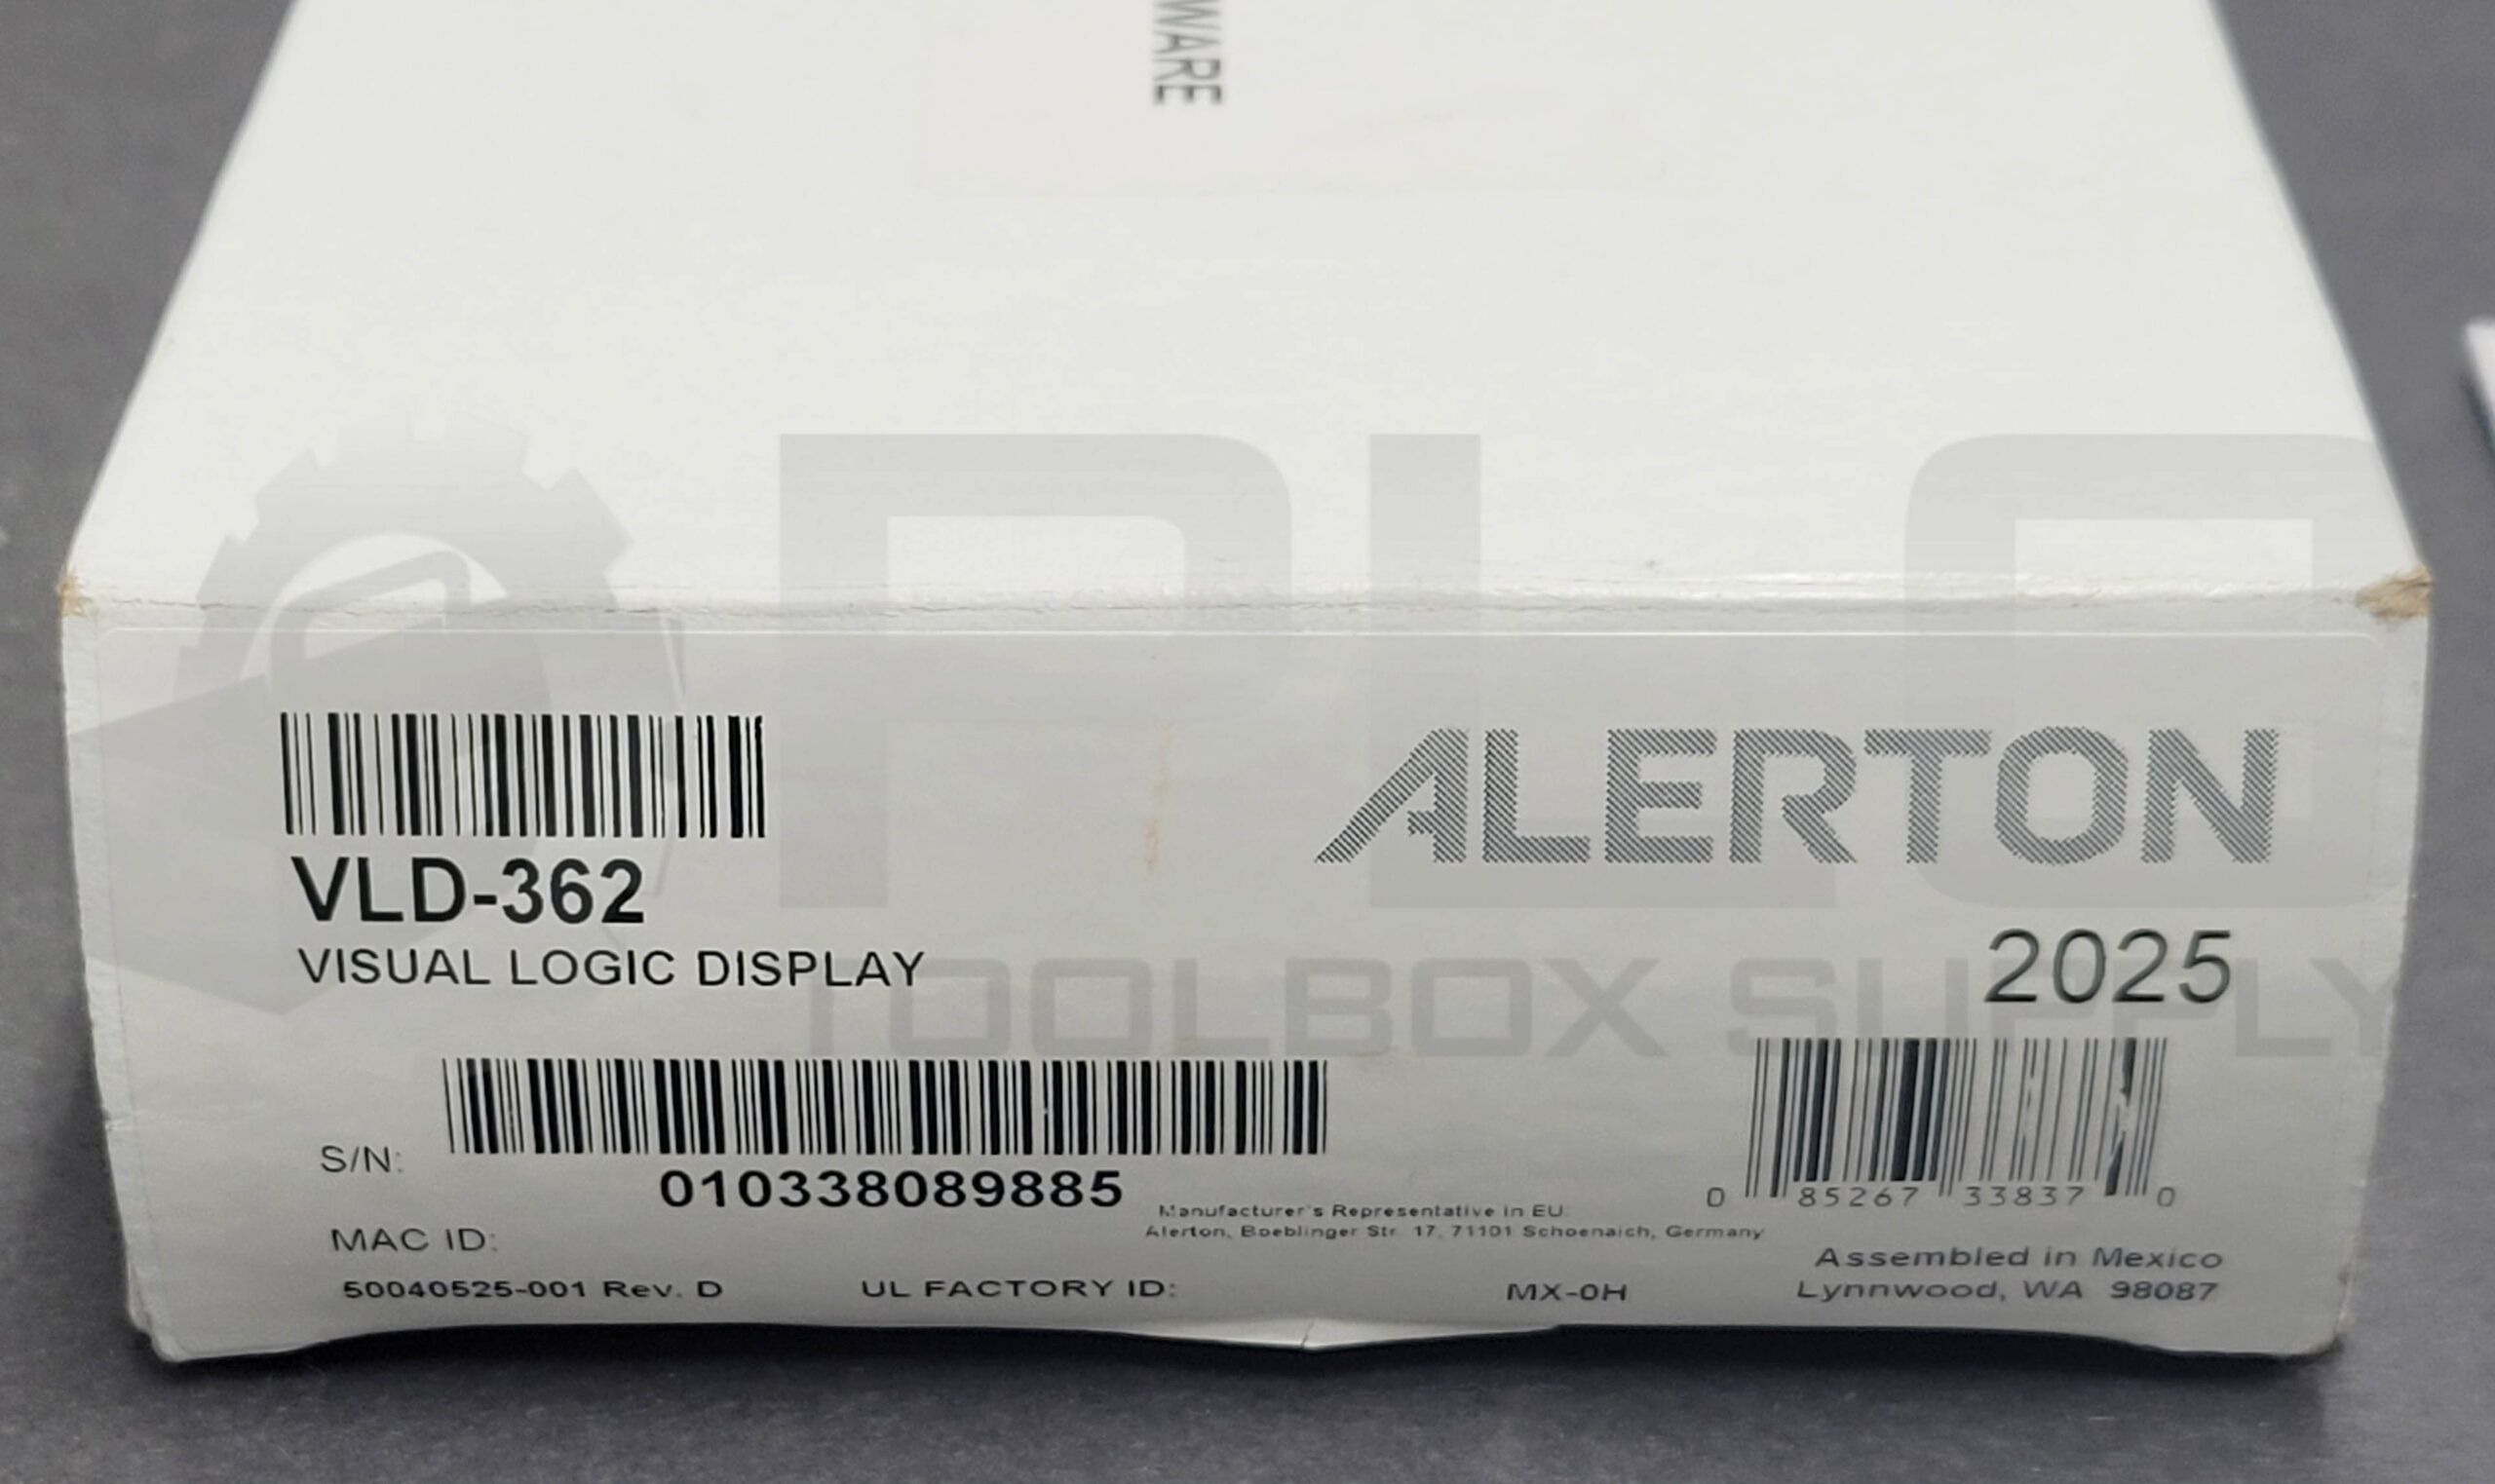 WARE
PLC
TOOLBOX SUPPLY
ALERTON
VLD-362
VISUAL LOGIC DISPLAY
2025
S/N:
010338089885
0 85267 33837 0
Manufacturer's Representative in EU:
Alerton, Boeblinger Str. 17, 71101 Schoenaich, Germany
MAC ID:
Assembled in Mexico
50040525-001 Rev. D UL FACTORY ID: MX-0H
Lynnwood, WA 98087